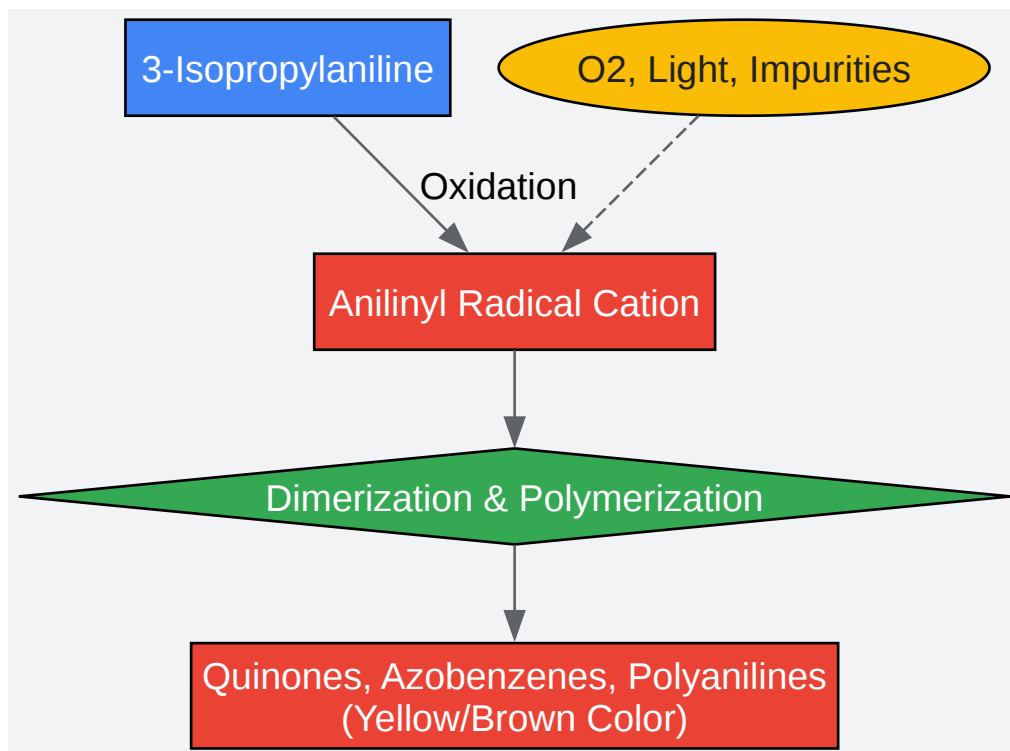 3-Isopropylaniline
O2, Light, Impurities
Oxidation
Anilinyl Radical Cation
Dimerization & Polymerization
Quinones, Azobenzenes, Polyanilines
(Yellow/Brown Color)